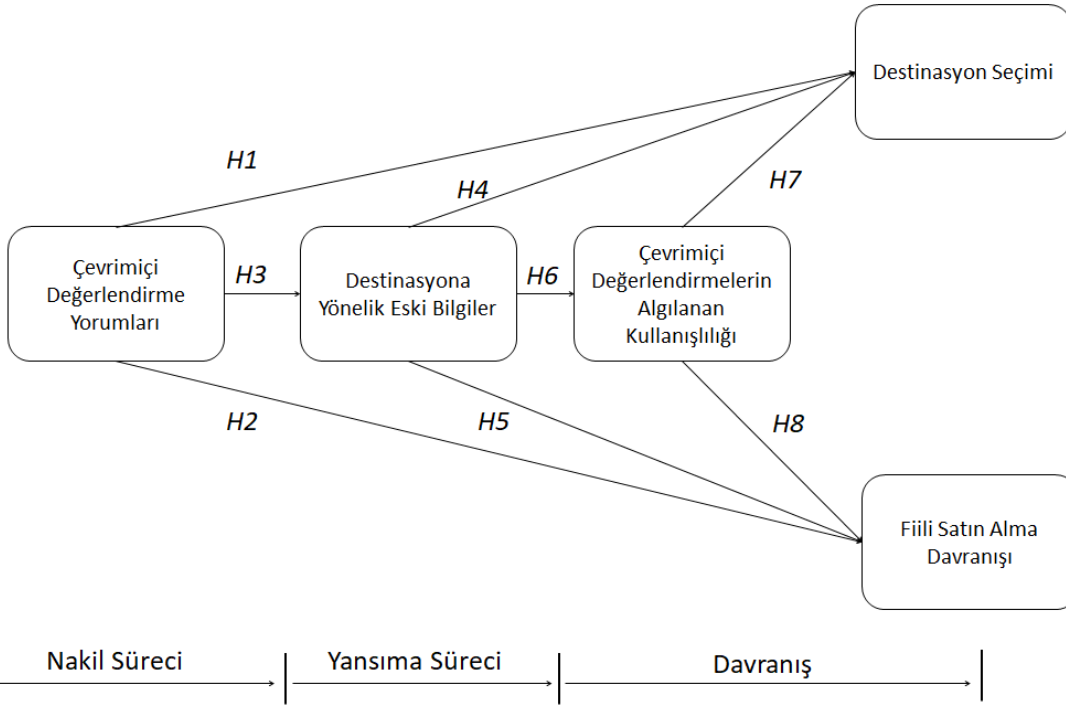 Destinasyon Seçimi
H1
H4
H7
Çevrimiçi
Değerlendirme
Yorumları
H3
Destinasyona
Yönelik Eski Bilgiler
H6
Çevrimiçi
Değerlendirmelerin
Algılanan
Kullanışlılığı
H2
H5
H8
Fiili Satın Alma
Davranışı
Nakil Süreci
Yansıma Süreci
Davranış